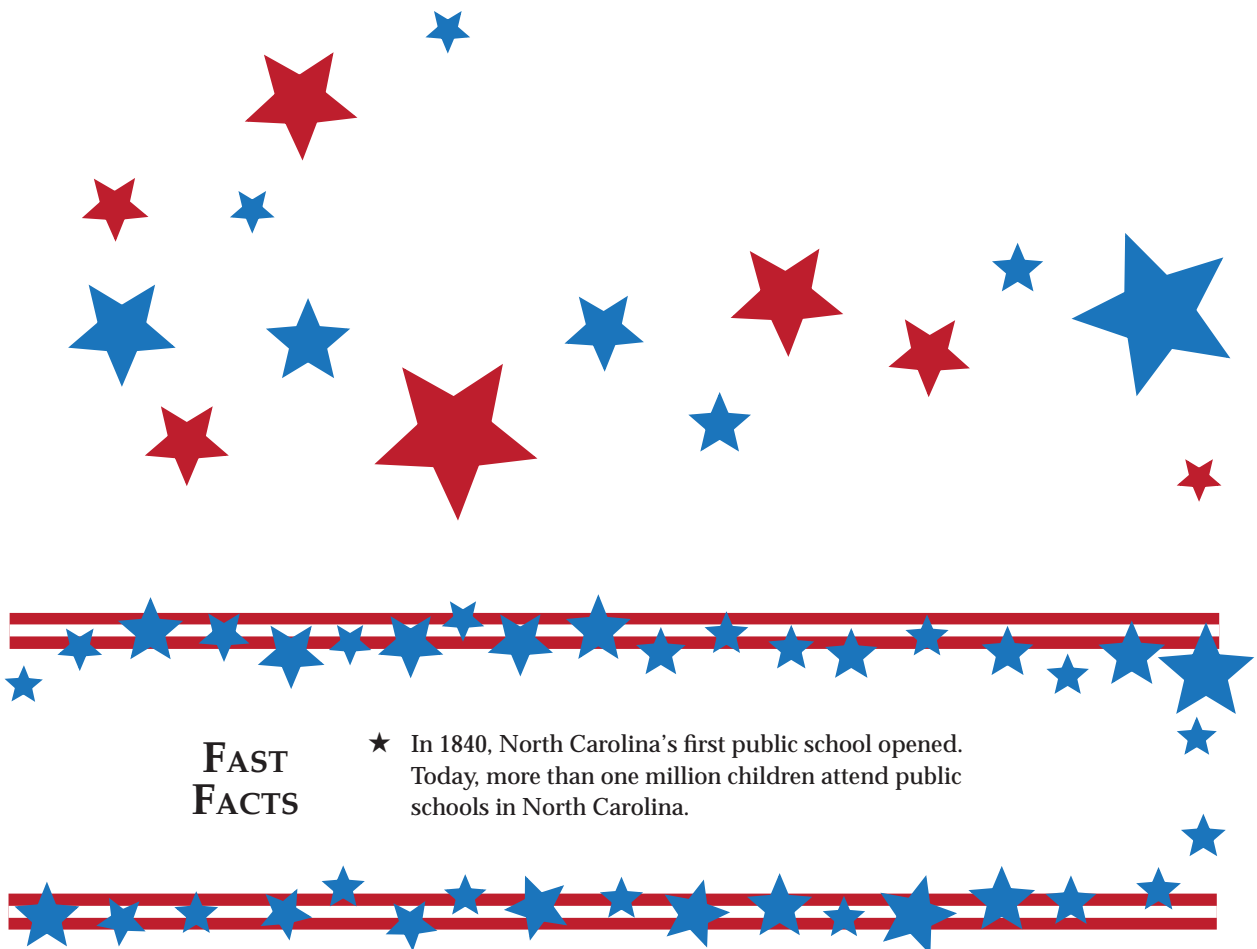 FAST
FACTS
★ In 1840, North Carolina's first public school opened.
Today, more than one million children attend public
schools in North Carolina.